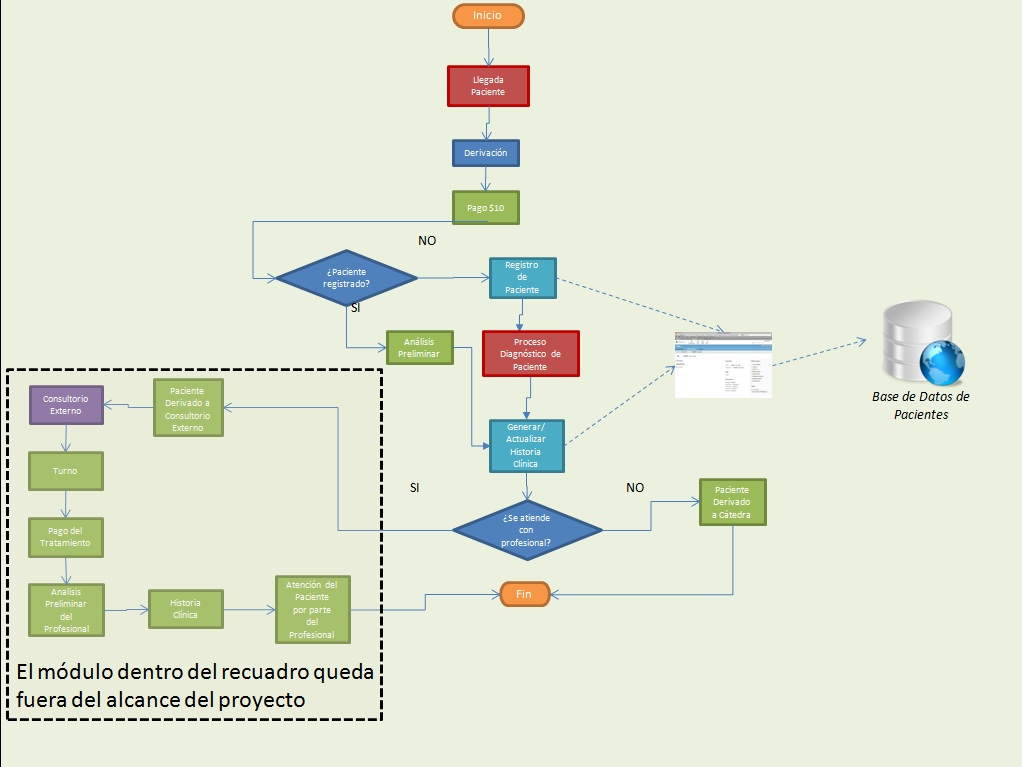 Inicio
Llegada
Paciente
Derivación
Pago $10
NO
¿Paciente
registrado?
SI
Registro
de
Paciente
Análisis
Preliminar
Proceso
Diagnóstico de
Paciente
Base de Datos de
Pacientes
Consultorio
Externo
Paciente
Derivado a
Consultorio
Externo
Generar/
Actualizar
Historia
Clínica
Turno
SI
NO
¿Se atiende
con
profesional?
Paciente
Derivado
a Cátedra
Pago del
Tratamiento
Analisis
Preliminar
del
Profesional
Historia
Clínica
Atención del
Paciente
por parte
del
Profesional
Fin
El módulo dentro del recuadro queda
fuera del alcance del proyecto